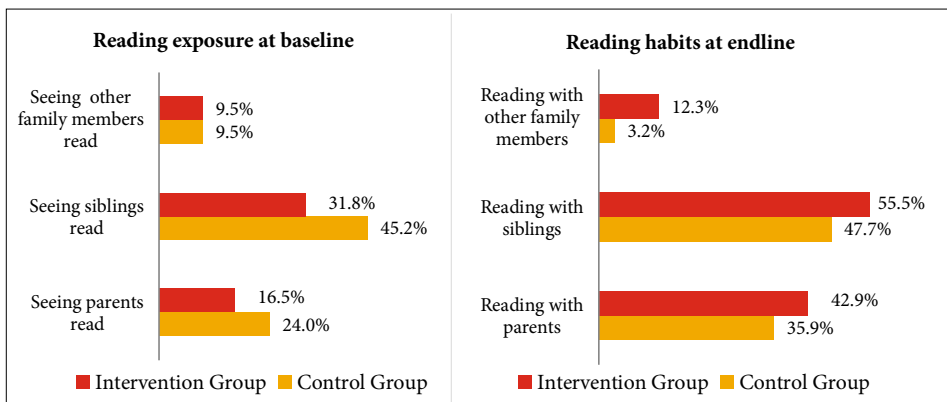 Reading exposure at baseline
Seeing other
family members
read
9.5%
9.5%
Seeing siblings
read
31.8%
45.2%
Seeing parents
read
16.5%
24.0%
Intervention Group Control Group
Reading habits at endline
Reading with
other family
members
12.3%
3.2%
Reading with
siblings
55.5%
47.7%
Reading with
parents
42.9%
35.9%
Intervention Group Control Group